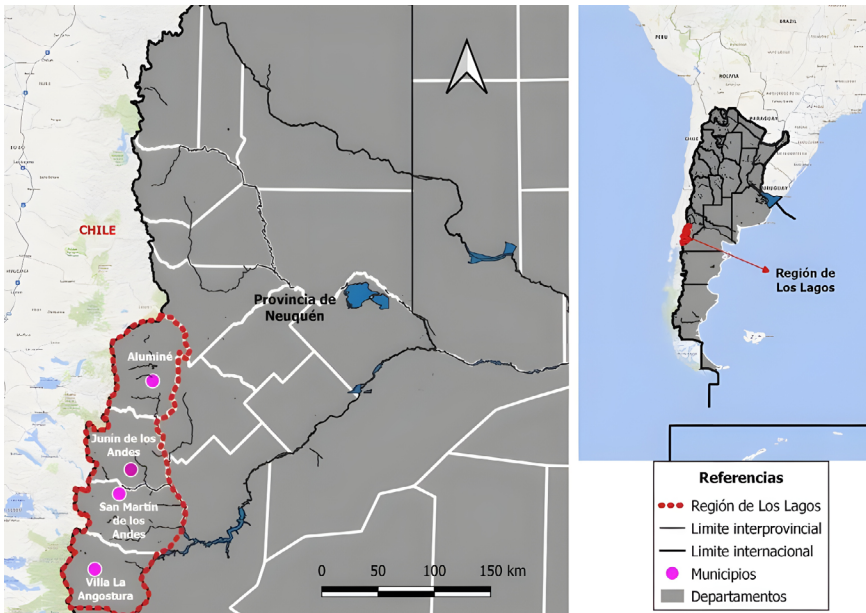 CHILE
Provincia de
Neuquén
Aluminé
Junín de los
Andes
San Martín
de los
Andes
Villa La
Angostura
0 50 100 150 km
PERU
BRAZIL
BOLIVIA
PARAGUAY
CHILE
URUGUAY
Región de
Los Lagos
Referencias
Región de Los Lagos
Limite interprovincial
Limite internacional
Municipios
Departamentos